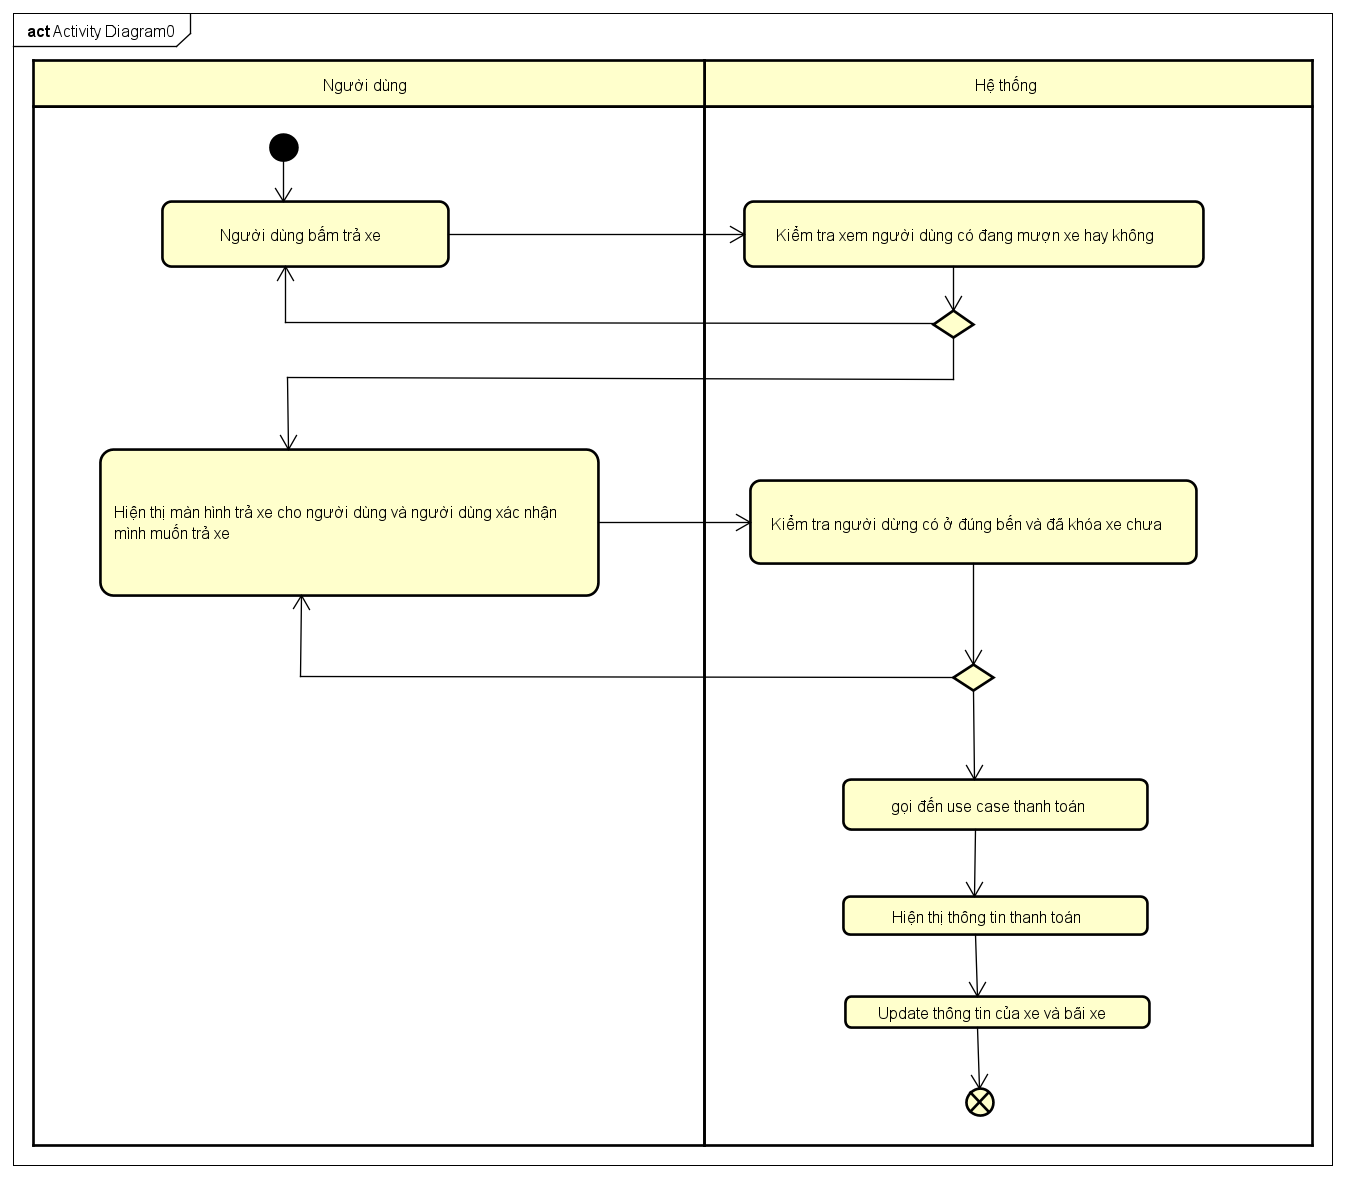 act Activity Diagram0
Người dùng
Hệ thống
Người dùng bấm trả xe
Kiểm tra xem người dùng có đang mượn xe hay không
Hiện thị màn hình trả xe cho người dùng và người dùng xác nhận
mình muốn trả xe
Kiểm tra người dừng có ở đúng bến và đã khóa xe chưa
gọi đến use case thanh toán
Hiện thị thông tin thanh toán
Update thông tin của xe và bãi xe